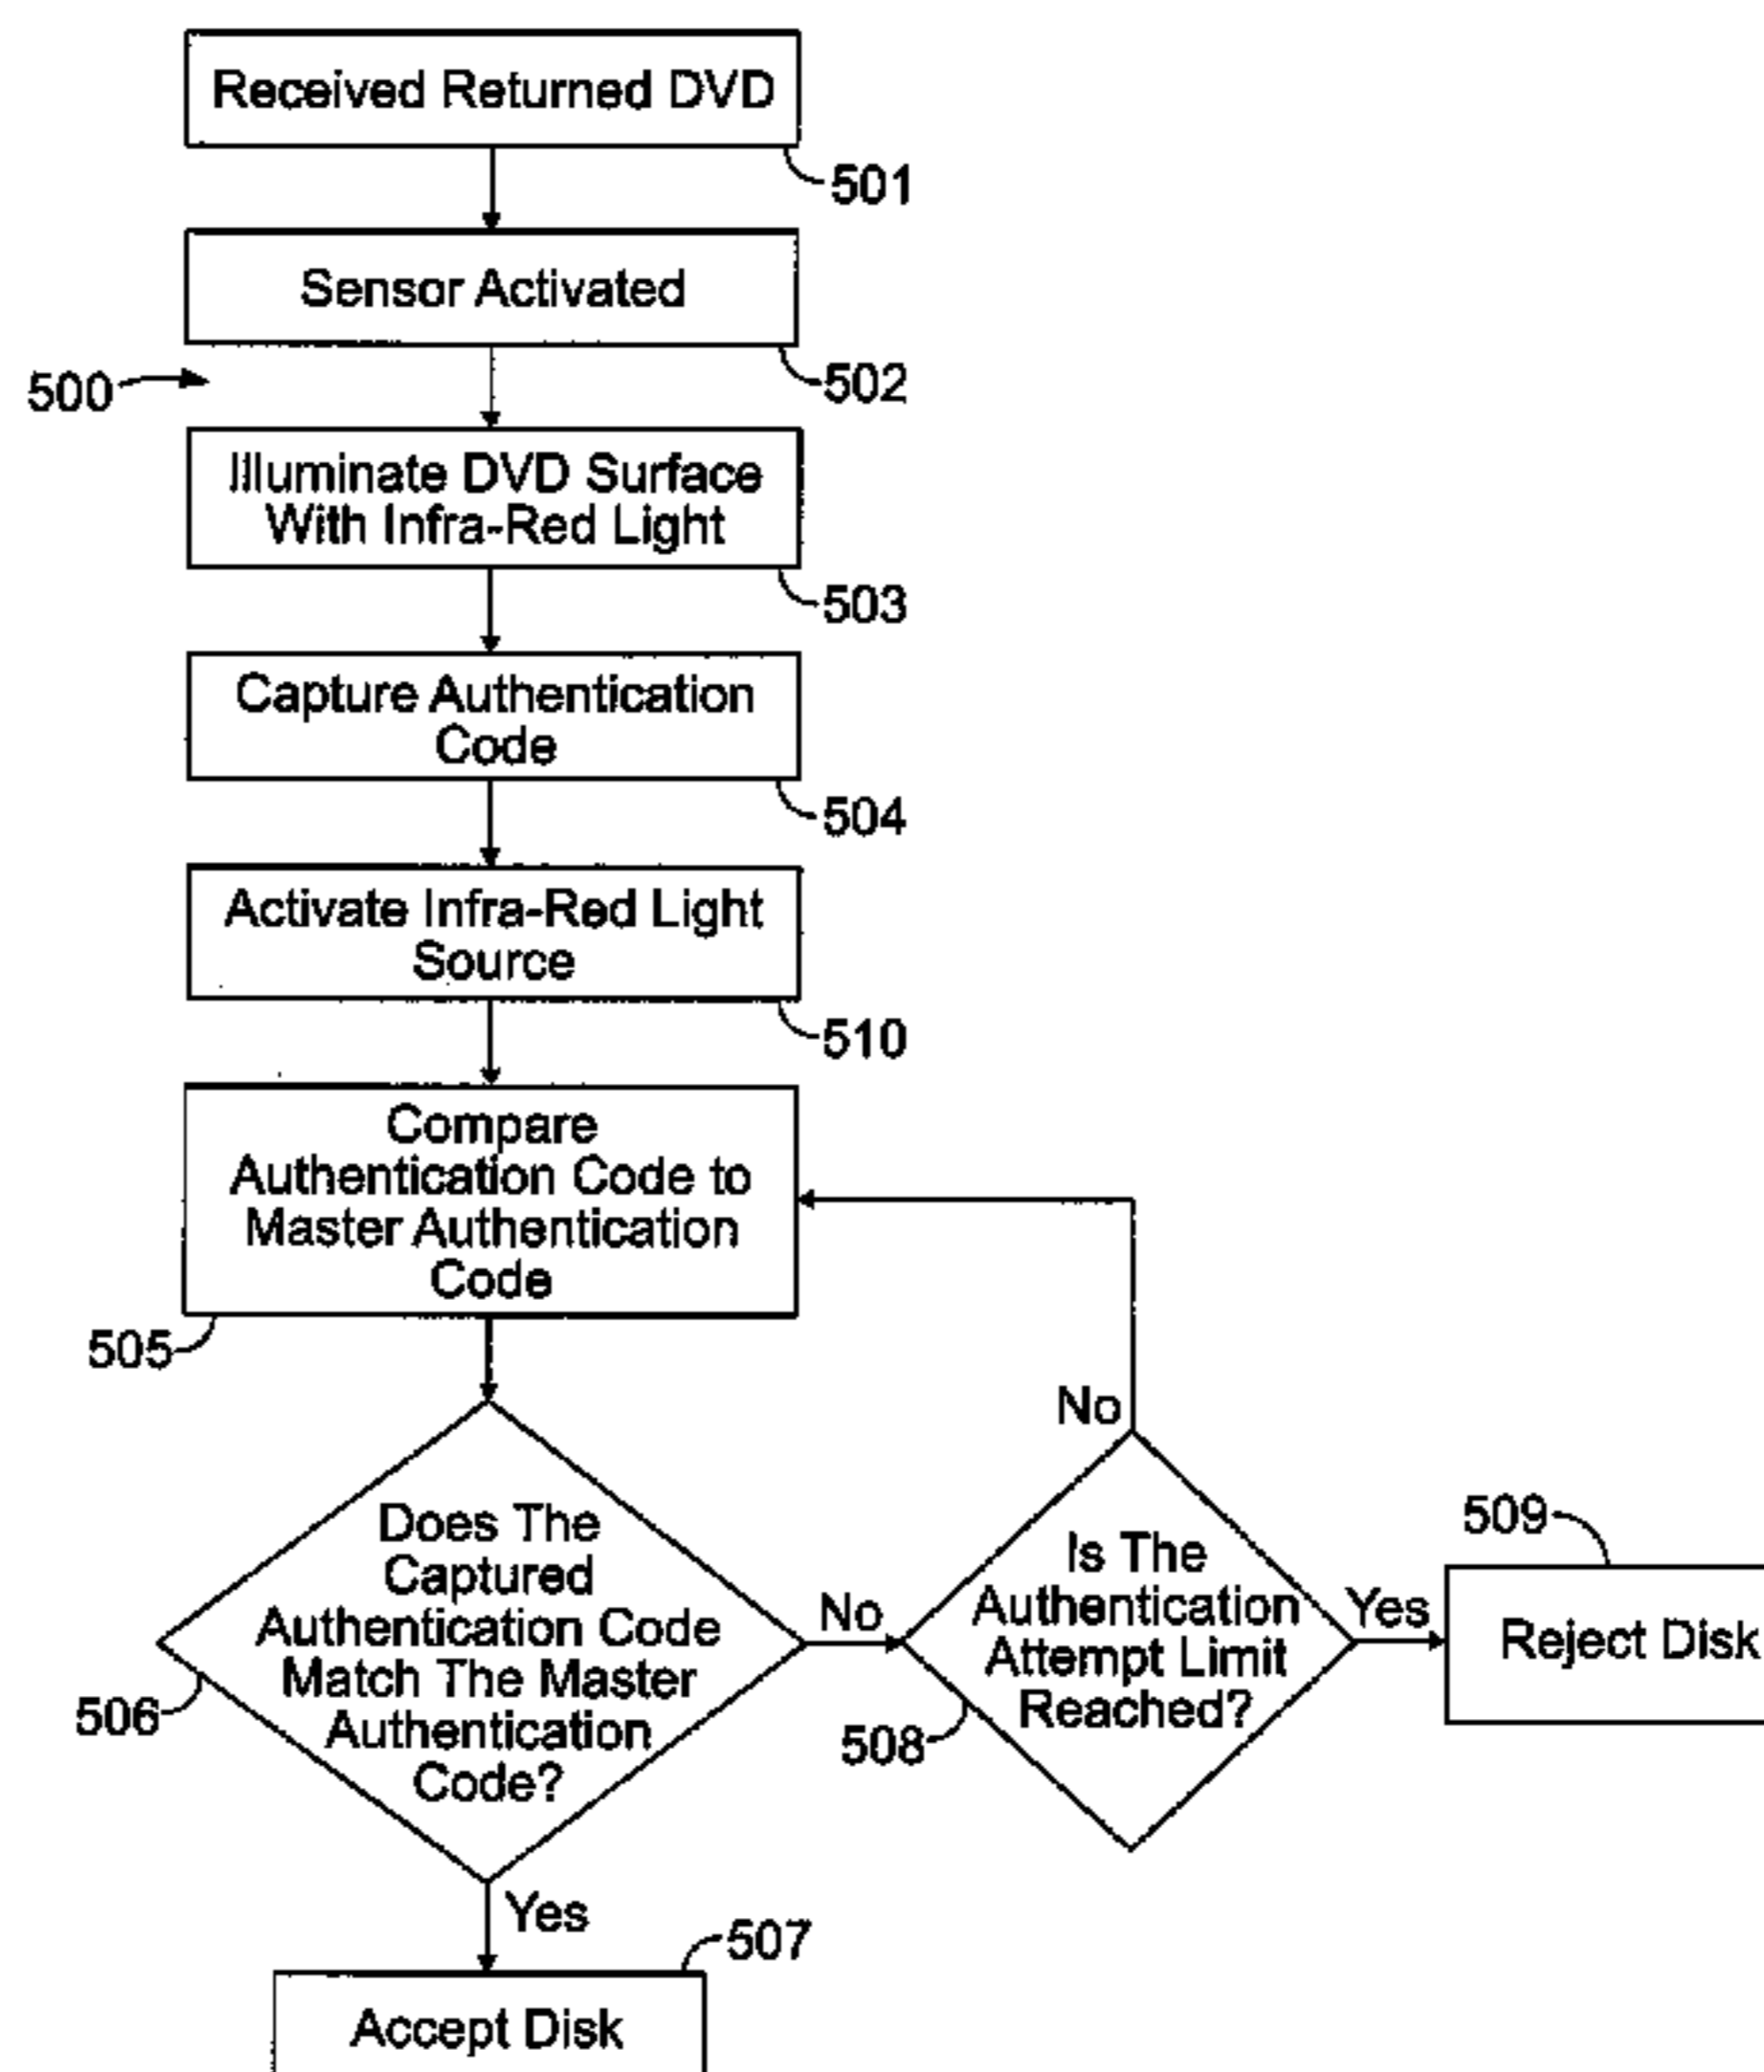 Received Returned DVD
501
Sensor Activated
500
502
Illuminate DVD Surface
With Infra-Red Light
503
Capture Authentication
Code
504
Activate Infra-Red Light
Source
510
Compare
Authentication Code to
Master Authentication
Code
505
No
Does The
Captured
Authentication Code
Match The Master
Authentication
Code?
506
No
Is The
Authentication
Attempt Limit
Reached?
508
Yes
509
Reject Disk
Yes
507
Accept Disk